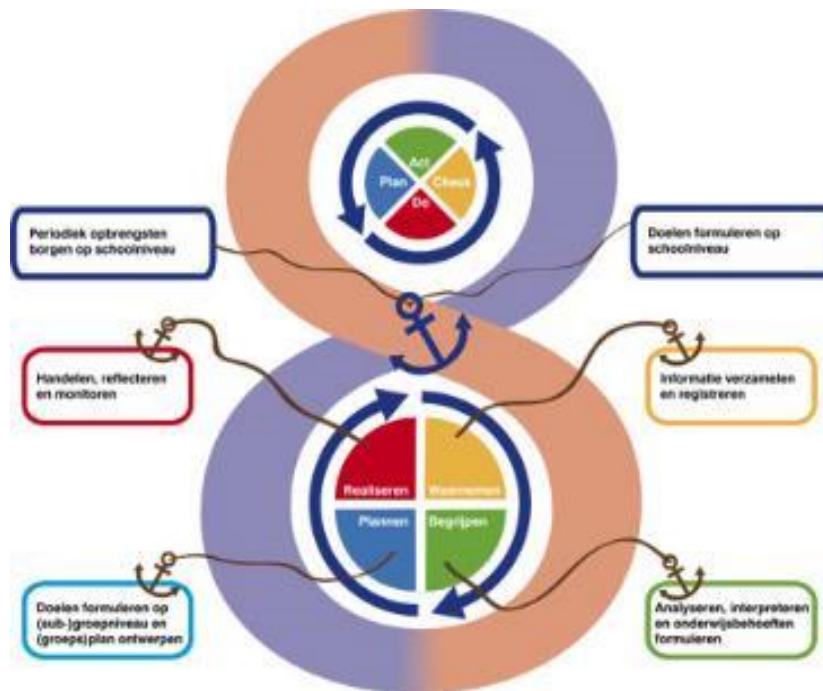 Act
Plan
Check
Do
Periodiek opbrengsten
borgen op schoolniveau
Doelen formuleren op
schoolniveau
Handelen, reflecteren
en monitoren
Informatie verzamelen
en registreren
Realiseren
Waarnemen
Plannen
Begrijpen
Doelen formuleren op
(sub-)groepniveau en
(groeps)plan ontwerpen
Analyseren, interpreteren
en onderwijsbehoeften
formuleren